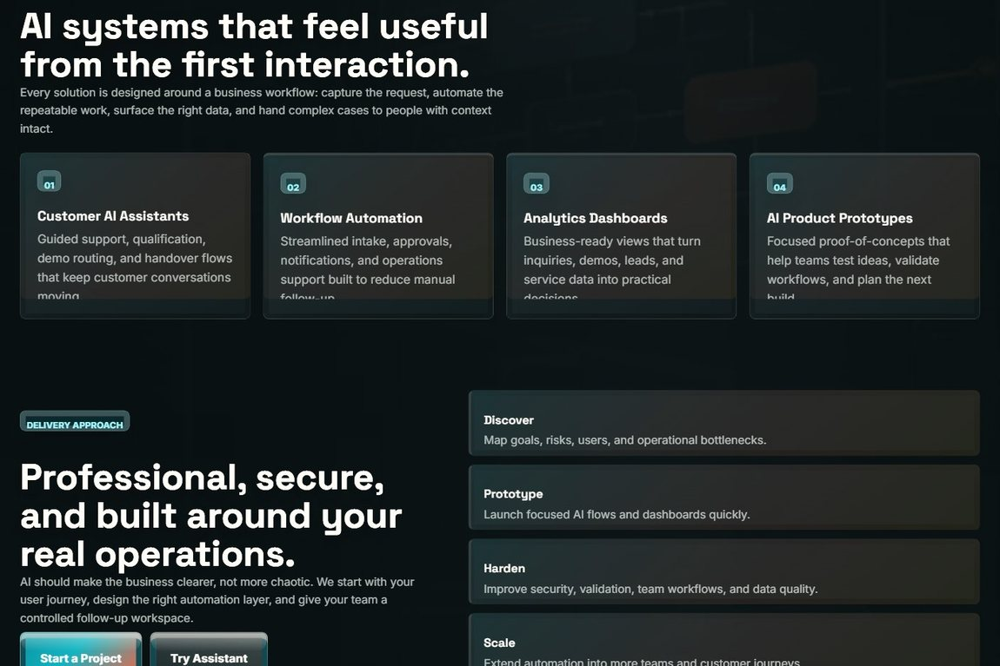 AI systems that feel useful
from the first interaction.
Every solution is designed around a business workflow: capture the request, automate the
repeatable work, surface the right data, and hand complex cases to people with context
intact.
01
Customer AI Assistants
Guided support, qualification,
demo routing, and handover flows
that keep customer conversations
moving.
02
Workflow Automation
Streamlined intake, approvals,
notifications, and operations
support built to reduce manual
follow-up.
03
Analytics Dashboards
Business-ready views that turn
inquiries, demos, leads, and
service data into practical
decisions.
04
AI Product Prototypes
Focused proof-of-concepts that
help teams test ideas, validate
workflows, and plan the next
build.
DELIVERY APPROACH
Professional, secure,
and built around your
real operations.
AI should make the business clearer, not more chaotic. We start with your
user journey, design the right automation layer, and give your team a
controlled follow-up workspace.
Start a Project
Try Assistant
Discover
Map goals, risks, users, and operational bottlenecks.
Prototype
Launch focused AI flows and dashboards quickly.
Harden
Improve security, validation, team workflows, and data quality.
Scale
Extend automation into more teams and customer journeys.